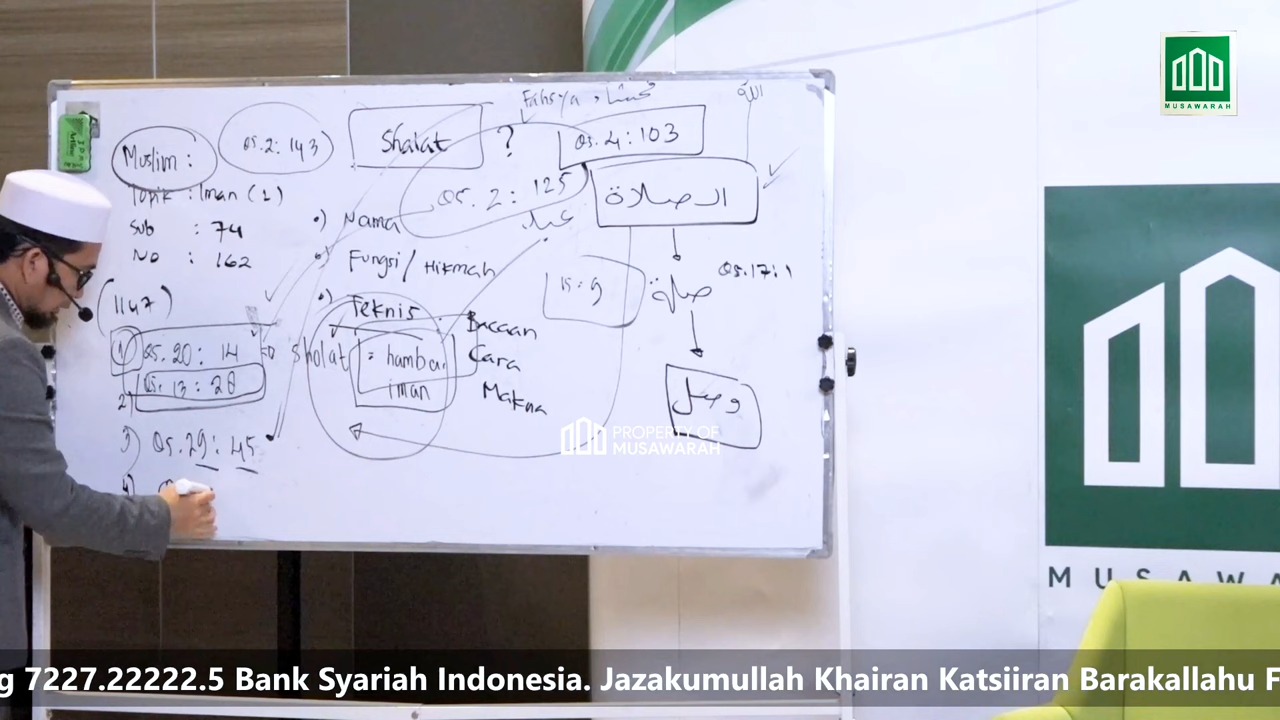 MUSAWARAH
Fahsya
الله
Muslim :
QS. 2: 143
Shalat ?
QS. 4: 103
Topik : Iman (1)
Sub : 74
No : 162
QS. 2: 125
الصلاة
•) Nama
•) Fungsi/ Hikmah
15:9
صلة
QS.17:1
(1147)
•) Teknis
Bacaan
Cara
Makna
1) QS. 20: 14
Sholat = hamba
iman
2) QS. 13: 28
وصل
3) QS. 29: 45
4)
PROPERTY OF
MUSAWARAH
MUSAWA
g 7227.22222.5 Bank Syariah Indonesia. Jazakumullah Khairan Katsiiran Barakallahu F